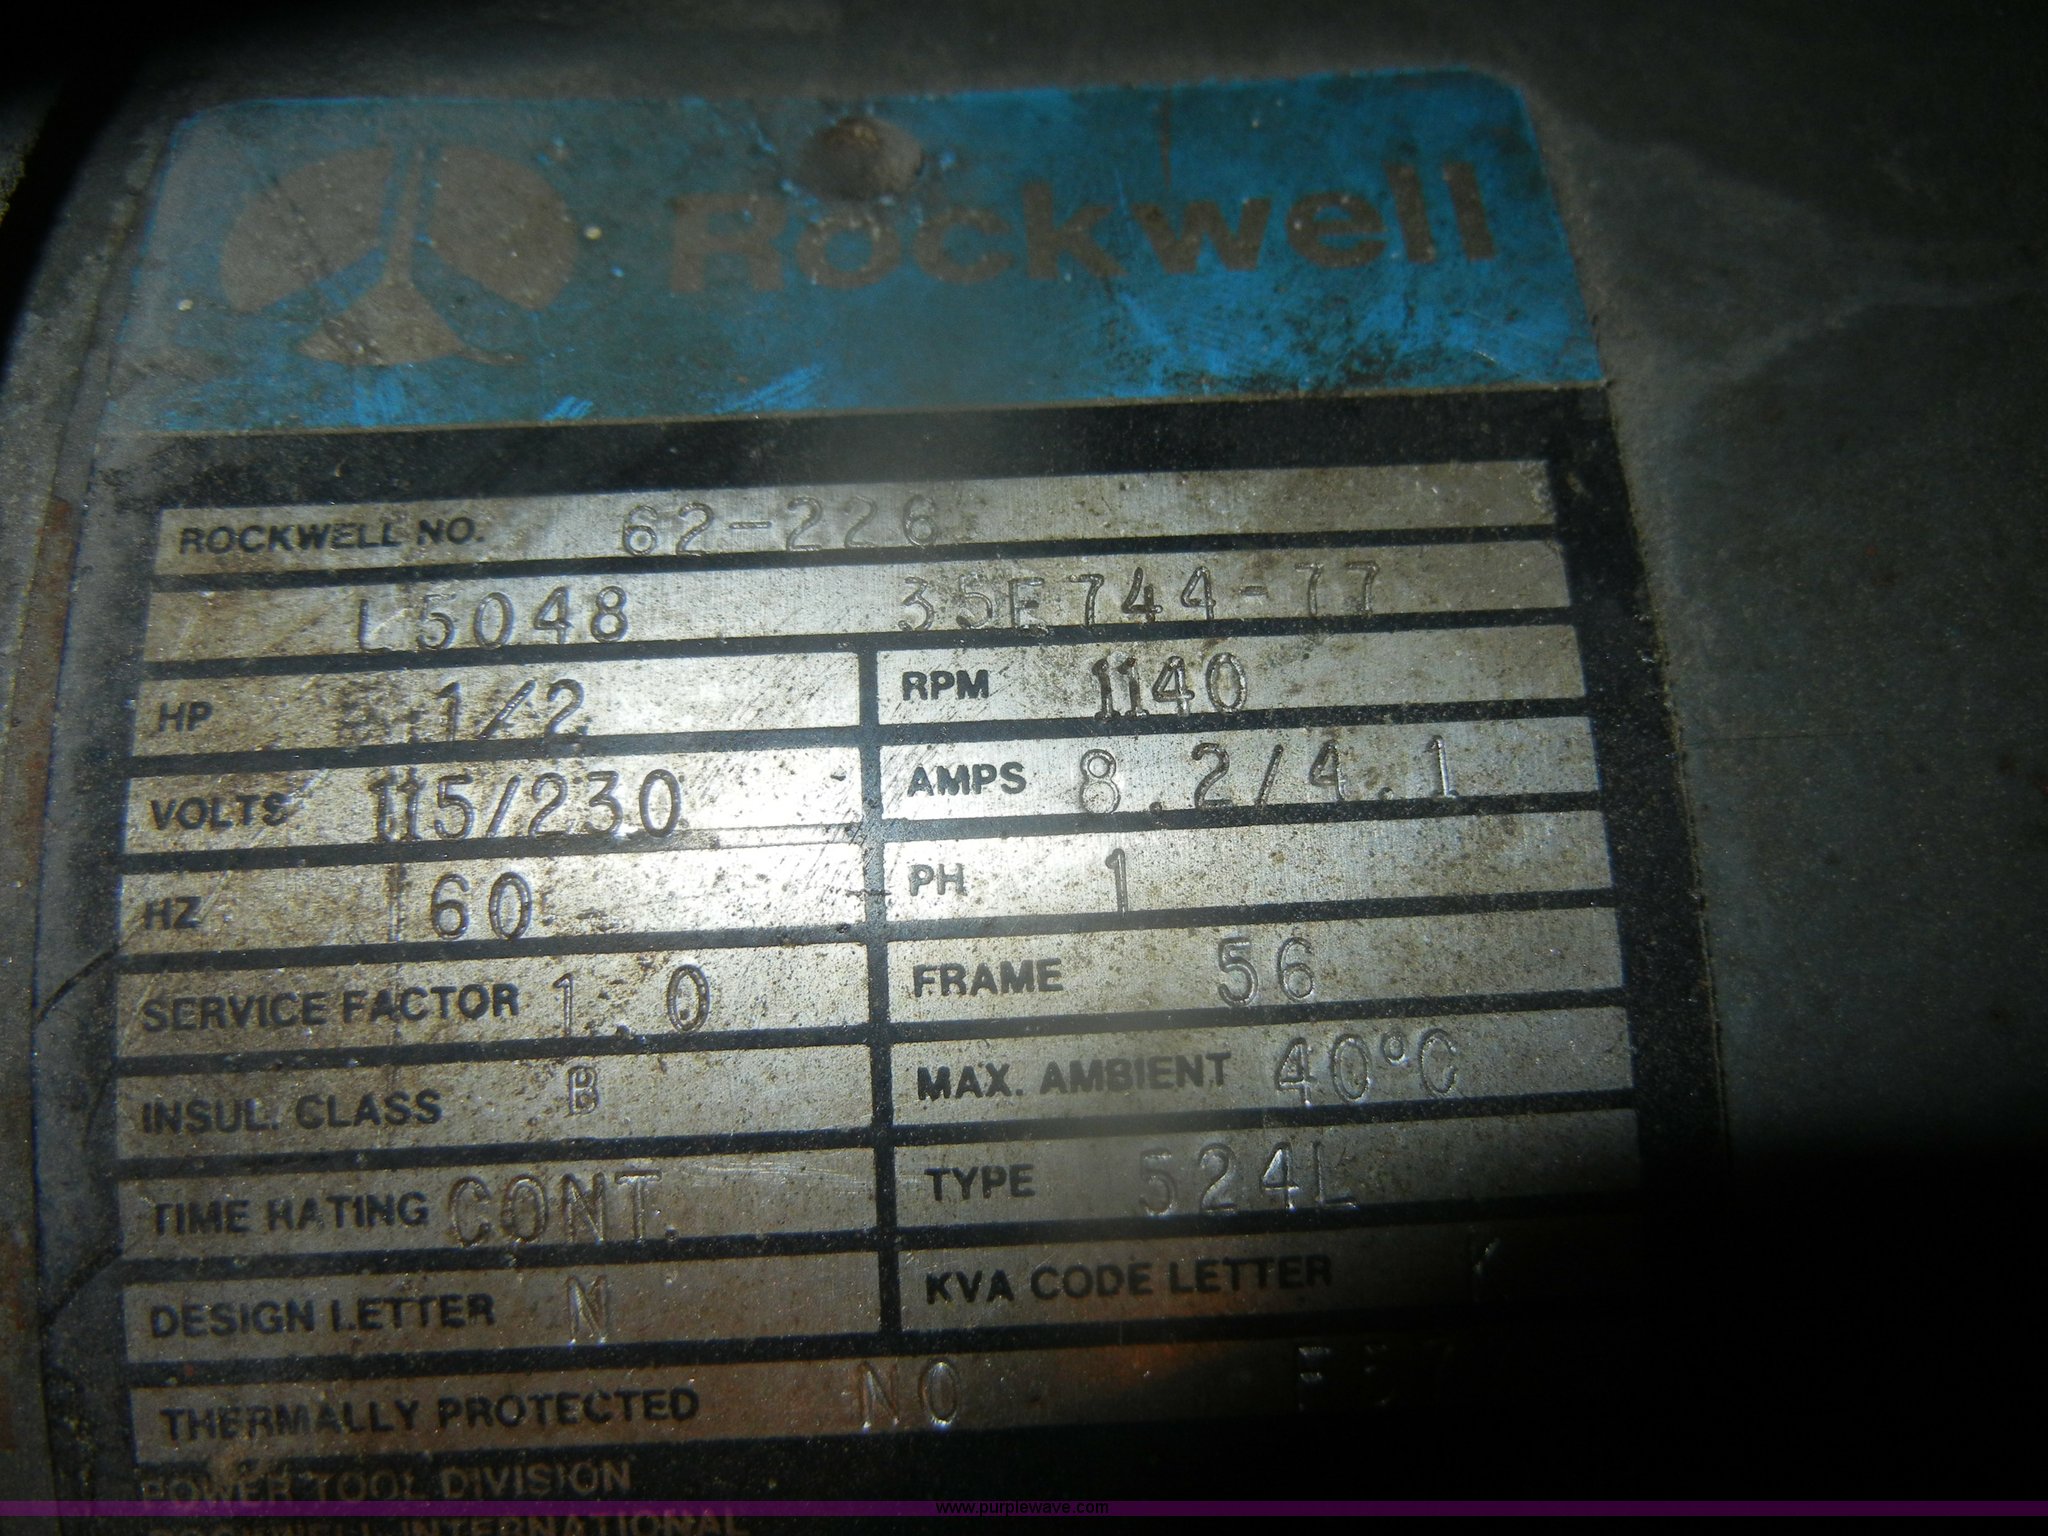 Rockwell
ROCKWELL NO. 62-226
L5048 35E744-77
HP 1/2 RPM 1140
VOLTS 115/230 AMPS 8.2/4.1
HZ 60 PH 1
SERVICE FACTOR 1.0 FRAME 56
INSUL. CLASS B MAX. AMBIENT 40°C
TIME RATING CONT. TYPE 524L
DESIGN LETTER N KVA CODE LETTER K
THERMALLY PROTECTED NO
POWER TOOL DIVISION
ROCKWELL INTERNATIONAL
www.purplewave.com